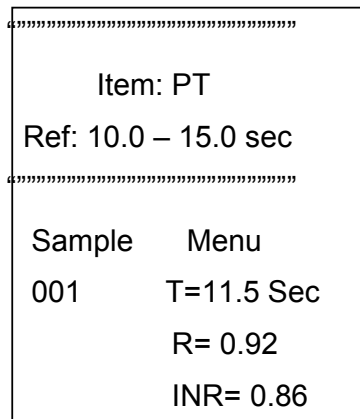 “””””””””””””””””””””””””””””””””
Item: PT
Ref: 10.0 – 15.0 sec
“””””””””””””””””””””””””””””””””
Sample Menu
001 T=11.5 Sec
R= 0.92
INR= 0.86